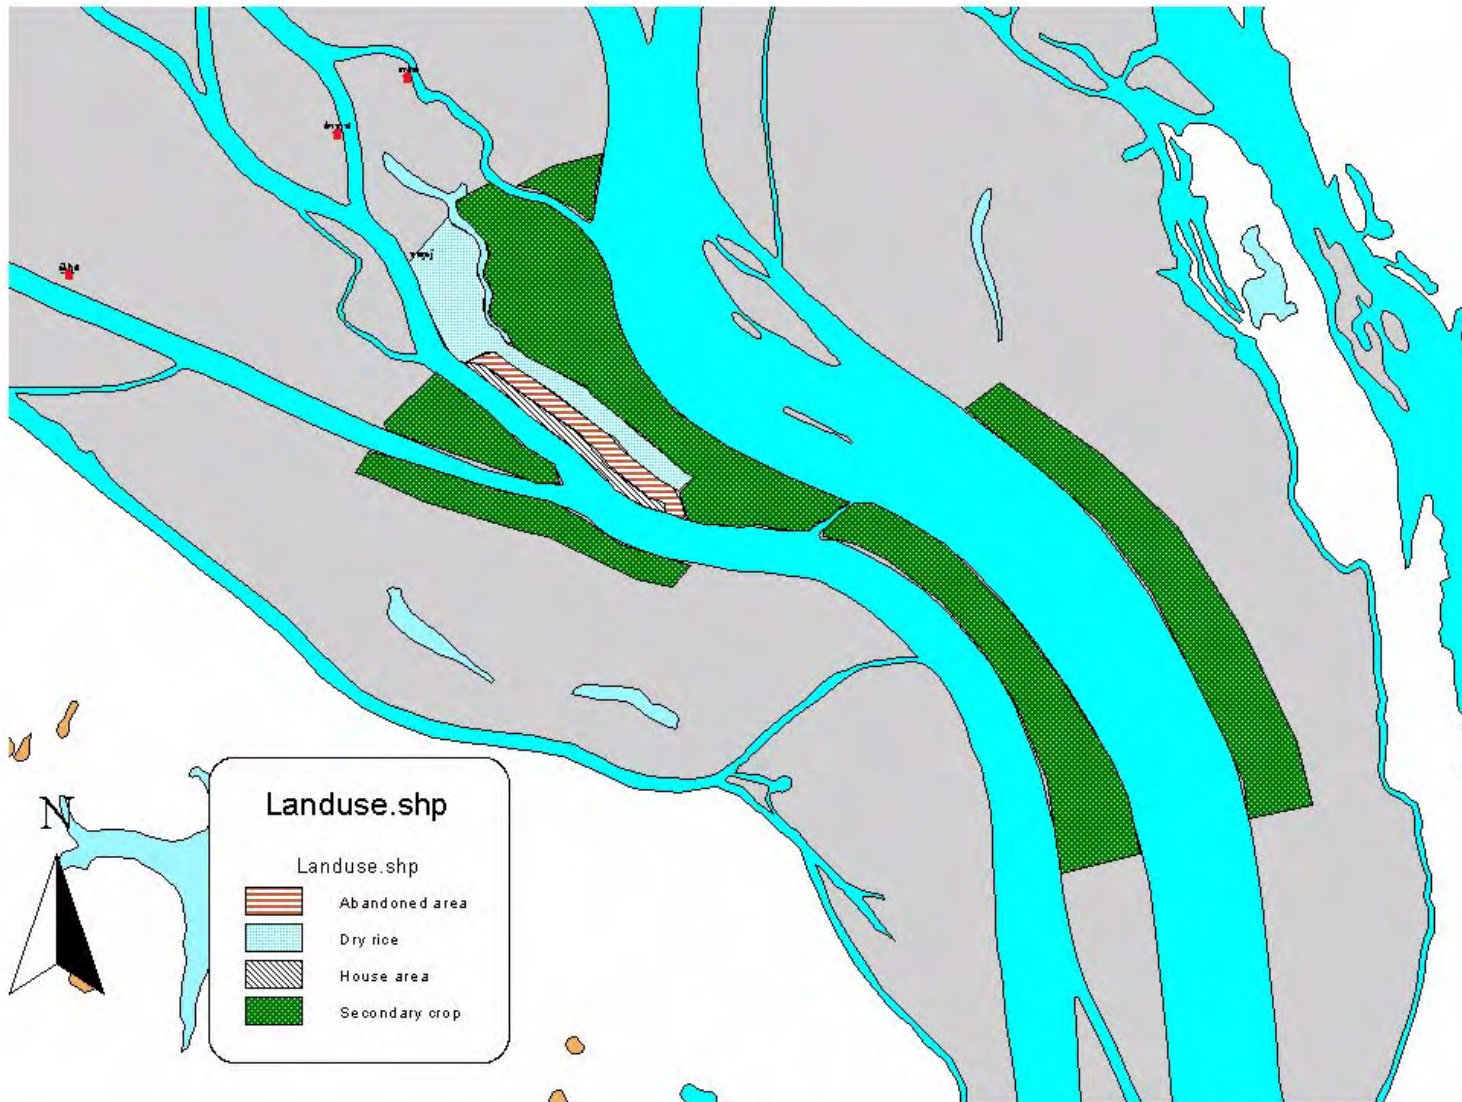 N
Landuse.shp
Landuse.shp
Abandoned area
Dry rice
House area
Secondary crop